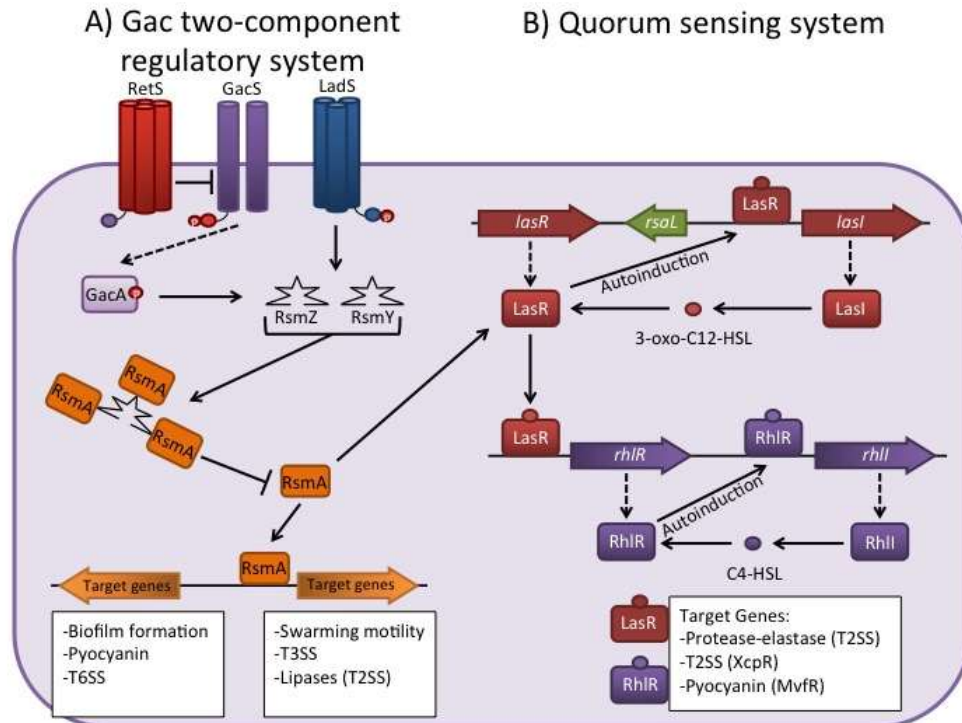 A) Gac two-component
regulatory system
B) Quorum sensing system
RetS
GacS
LadS
P
P
GacA
P
RsmZ
RsmY
RsmA
RsmA
RsmA
RsmA
RsmA
Target genes
Target genes
-Biofilm formation
-Pyocyanin
-T6SS
-Swarming motility
-T3SS
-Lipases (T2SS)
lasR
rsaL
LasR
lasI
Autoinduction
LasR
LasI
3-oxo-C12-HSL
LasR
rhlR
RhlR
rhlI
Autoinduction
RhlR
RhlI
C4-HSL
LasR
RhlR
Target Genes:
-Protease-elastase (T2SS)
-T2SS (XcpR)
-Pyocyanin (MvfR)